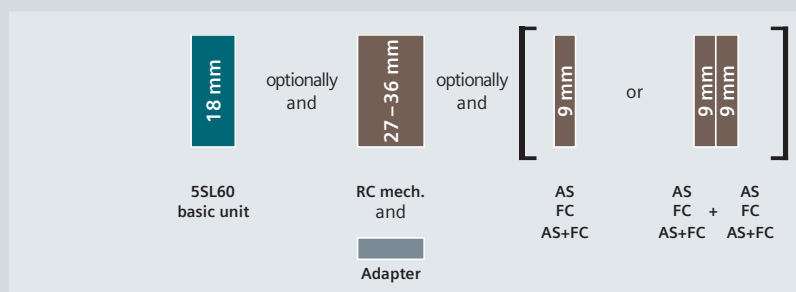 18 mm
optionally
and
27 – 36 mm
optionally
and
9 mm
or
9 mm
9 mm
5SL60
basic unit
RC mech.
and
Adapter
AS
FC
AS+FC
AS AS
FC + FC
AS+FC AS+FC